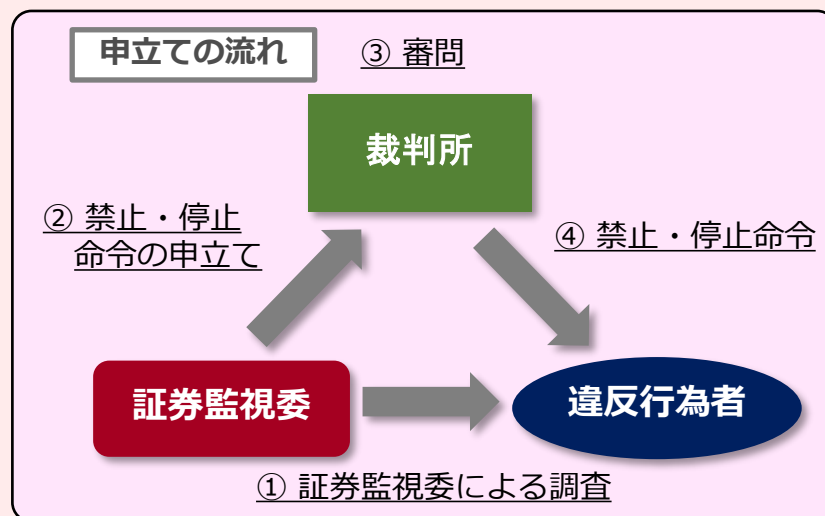 申立ての流れ
③ 審問
裁判所
② 禁止・停止
命令の申立て
④ 禁止・停止命令
証券監視委
違反行為者
① 証券監視委による調査